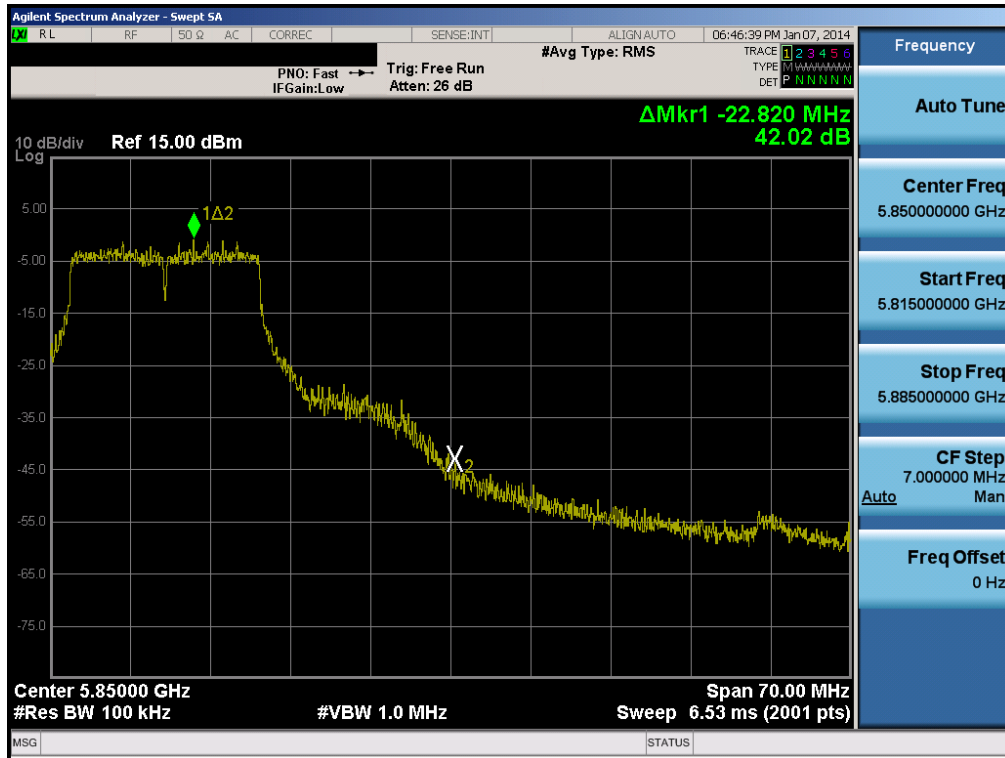 Agilent Spectrum Analyzer - Swept SA
LXI RL RF 50 Ω AC CORREC SENSE:INT ALIGN AUTO 06:46:39 PM Jan 07, 2014
#Avg Type: RMS
TRACE 1 2 3 4 5 6
TYPE M W W W W W
DET P N N N N N
PNO: Fast
IFGain:Low
Trig: Free Run
Atten: 26 dB
ΔMkr1 -22.820 MHz
42.02 dB
10 dB/div Ref 15.00 dBm
Log
5.00
-5.00
-15.0
-25.0
-35.0
-45.0
-55.0
-65.0
-75.0
1Δ2
X2
Center 5.85000 GHz Span 70.00 MHz
#Res BW 100 kHz #VBW 1.0 MHz Sweep 6.53 ms (2001 pts)
MSG STATUS
Frequency
Auto Tune
Center Freq
5.850000000 GHz
Start Freq
5.815000000 GHz
Stop Freq
5.885000000 GHz
CF Step
7.000000 MHz
Auto Man
Freq Offset
0 Hz